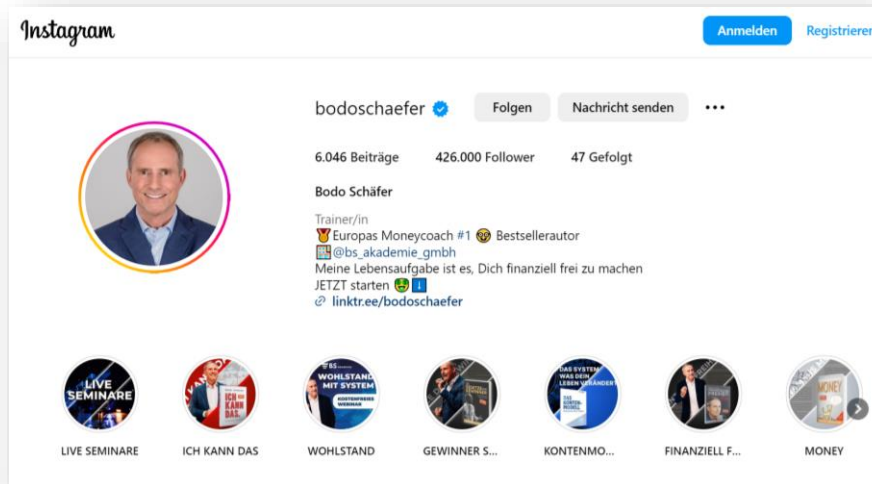 Instagram
Anmelden
Registrieren
bodoschaefer
Folgen
Nachricht senden
6.046 Beiträge
426.000 Follower
47 Gefolgt
Bodo Schäfer
Trainer/in
🏅Europas Moneycoach #1 🤓 Bestsellerautor
@bs_akademie_gmbh
Meine Lebensaufgabe ist es, Dich finanziell frei zu machen
JETZT starten 🤑⬇️
linktr.ee/bodoschaefer
LIVE
SEMINARE
ICH
KANN
DAS.
BS
WOHLSTAND
MIT SYSTEM
KOSTENFREIES
WEBINAR
DAS SYSTEM,
WAS DEIN
LEBEN VERÄNDERT
MONEY
LIVE SEMINARE
ICH KANN DAS
WOHLSTAND
GEWINNER S...
KONTENMO...
FINANZIELL F...
MONEY